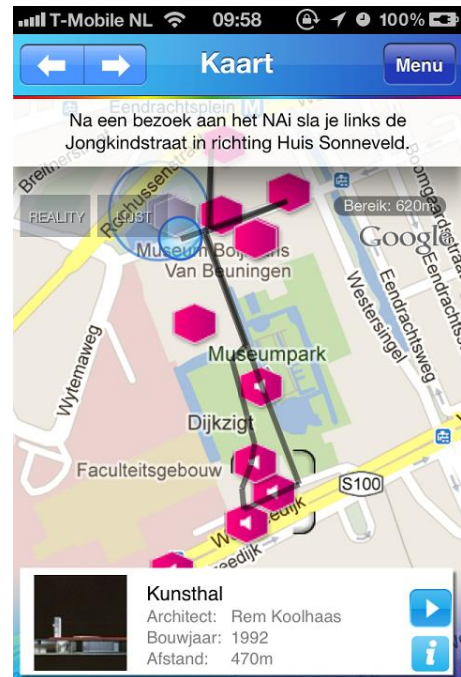 T-Mobile NL 09:58 100%
Kaart
Menu
Eendrachtsplein
Na een bezoek aan het NAi sla je links de
Jongkindstraat in richting Huis Sonneveld.
Rochussenstraat
REALITY
LIJST
Bereik: 620m
Google
Museum Boijmans
Van Beuningen
Westersingel
Eendrachtsweg
Wytemaweg
Museumpark
Dijkzigt
Faculteitsgebouw
S100
Kunsthal
Architect: Rem Koolhaas
Bouwjaar: 1992
Afstand: 470m